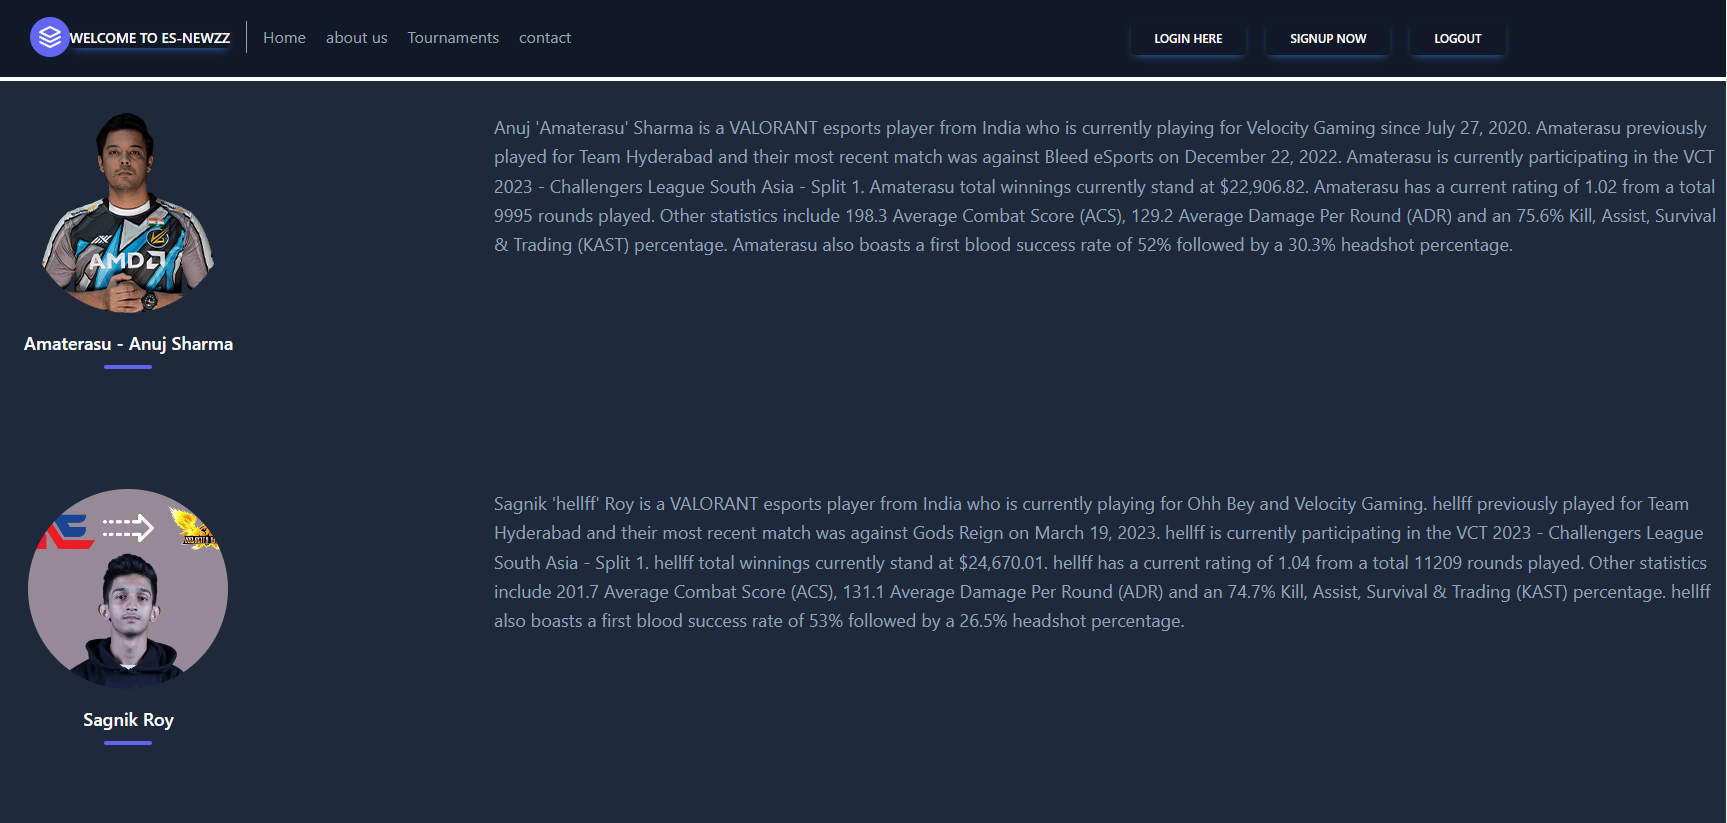 WELCOME TO ES-NEWZZ
Home
about us
Tournaments
contact
LOGIN HERE
SIGNUP NOW
LOGOUT
AMD
Amaterasu - Anuj Sharma
Anuj 'Amaterasu' Sharma is a VALORANT esports player from India who is currently playing for Velocity Gaming since July 27, 2020. Amaterasu previously
played for Team Hyderabad and their most recent match was against Bleed eSports on December 22, 2022. Amaterasu is currently participating in the VCT
2023 - Challengers League South Asia - Split 1. Amaterasu total winnings currently stand at $22,906.82. Amaterasu has a current rating of 1.02 from a total
9995 rounds played. Other statistics include 198.3 Average Combat Score (ACS), 129.2 Average Damage Per Round (ADR) and an 75.6% Kill, Assist, Survival
& Trading (KAST) percentage. Amaterasu also boasts a first blood success rate of 52% followed by a 30.3% headshot percentage.
Sagnik Roy
Sagnik 'hellff' Roy is a VALORANT esports player from India who is currently playing for Ohh Bey and Velocity Gaming. hellff previously played for Team
Hyderabad and their most recent match was against Gods Reign on March 19, 2023. hellff is currently participating in the VCT 2023 - Challengers League
South Asia - Split 1. hellff total winnings currently stand at $24,670.01. hellff has a current rating of 1.04 from a total 11209 rounds played. Other statistics
include 201.7 Average Combat Score (ACS), 131.1 Average Damage Per Round (ADR) and an 74.7% Kill, Assist, Survival & Trading (KAST) percentage. hellff
also boasts a first blood success rate of 53% followed by a 26.5% headshot percentage.